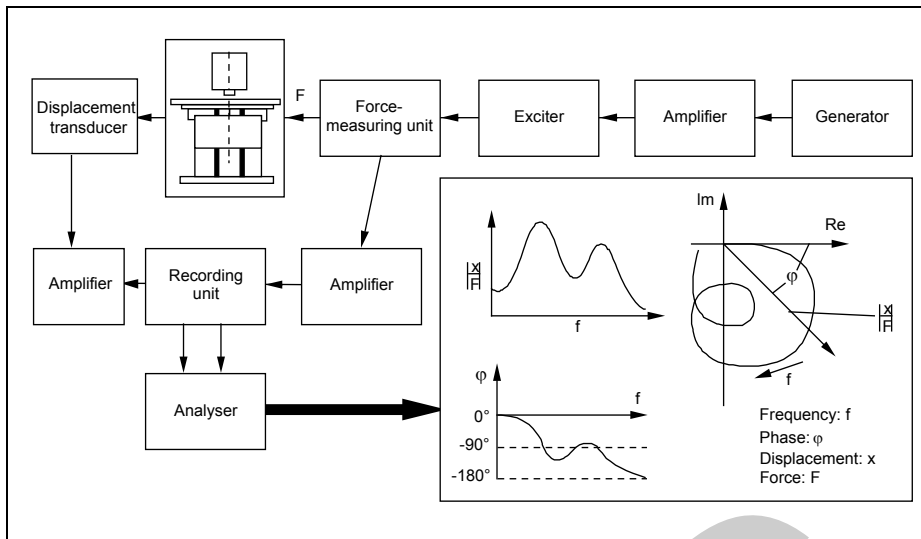 Displacement
transducer
F
Force-
measuring unit
Exciter
Amplifier
Generator
Amplifier
Recording
unit
Amplifier
Analyser
|x/F|
f
Im
Re
φ
|x/F|
f
φ
f
0°
-90°
-180°
Frequency: f
Phase: φ
Displacement: x
Force: F